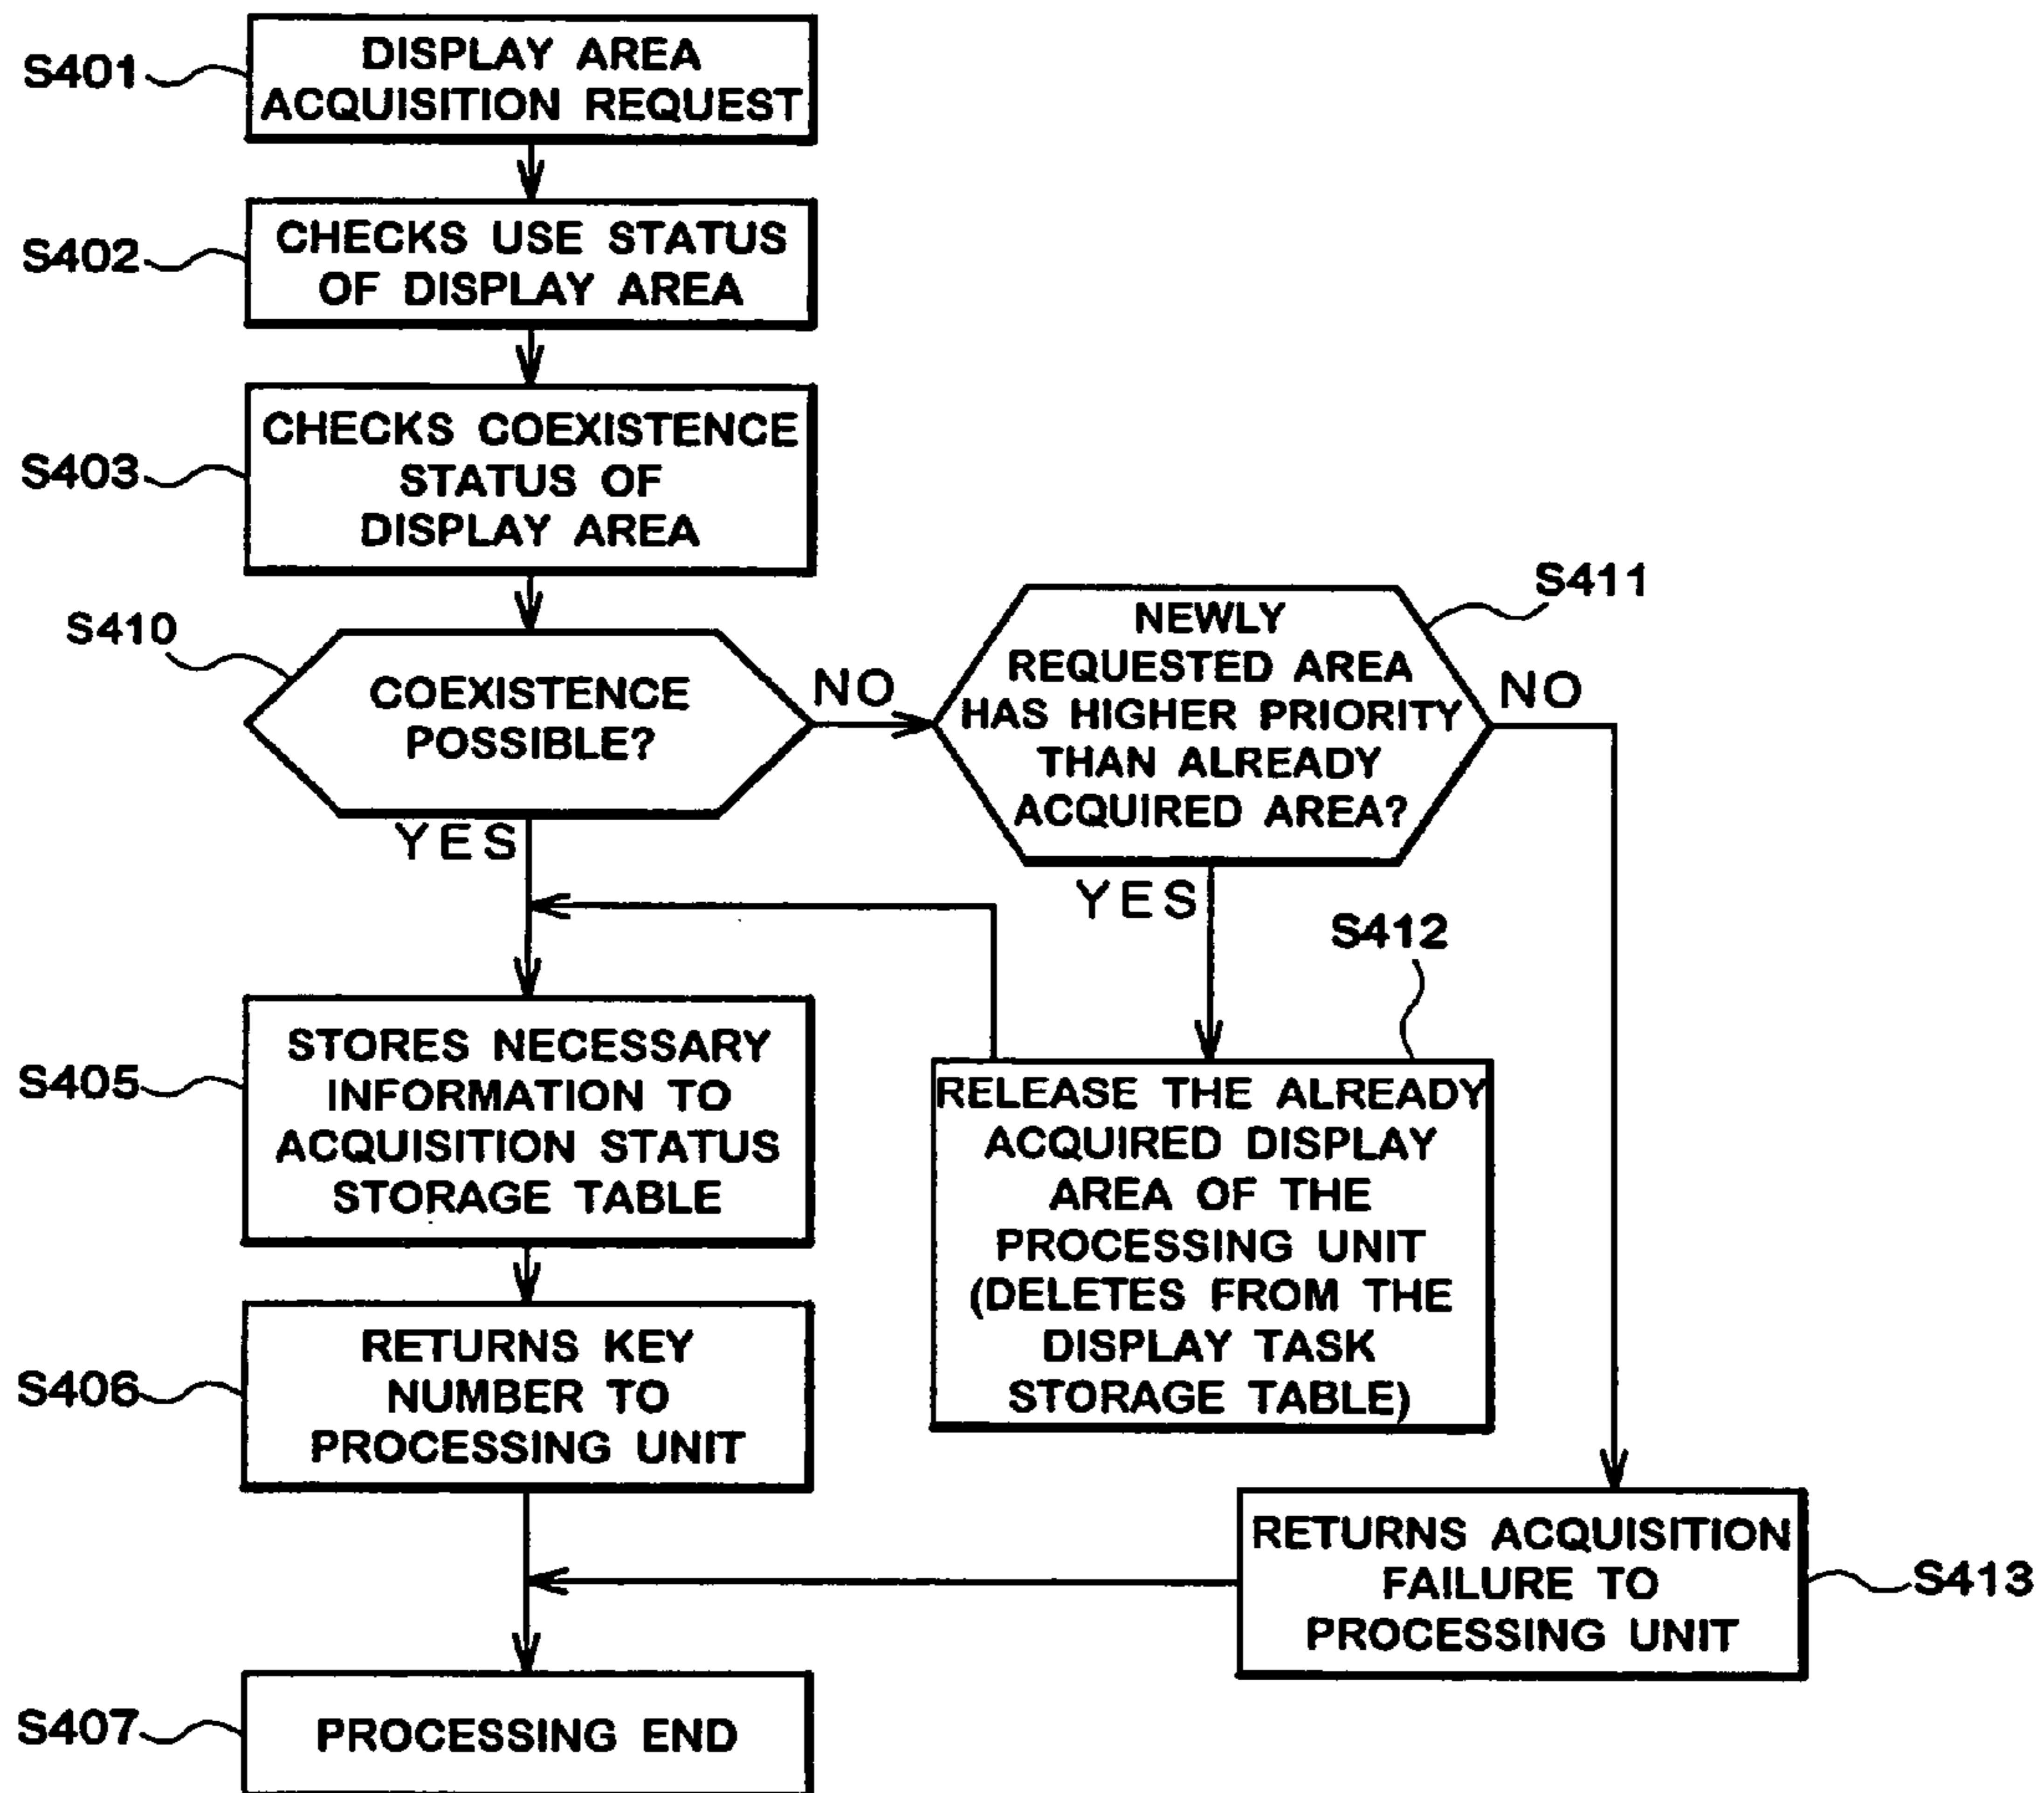 S401
DISPLAY AREA
ACQUISITION REQUEST
S402
CHECKS USE STATUS
OF DISPLAY AREA
S403
CHECKS COEXISTENCE
STATUS OF
DISPLAY AREA
S410
COEXISTENCE
POSSIBLE?
NO
YES
S411
NEWLY
REQUESTED AREA
HAS HIGHER PRIORITY
THAN ALREADY
ACQUIRED AREA?
NO
YES
S412
RELEASE THE ALREADY
ACQUIRED DISPLAY
AREA OF THE
PROCESSING UNIT
(DELETES FROM THE
DISPLAY TASK
STORAGE TABLE)
S405
STORES NECESSARY
INFORMATION TO
ACQUISITION STATUS
STORAGE TABLE
S406
RETURNS KEY
NUMBER TO
PROCESSING UNIT
RETURNS ACQUISITION
FAILURE TO
PROCESSING UNIT
S413
S407
PROCESSING END